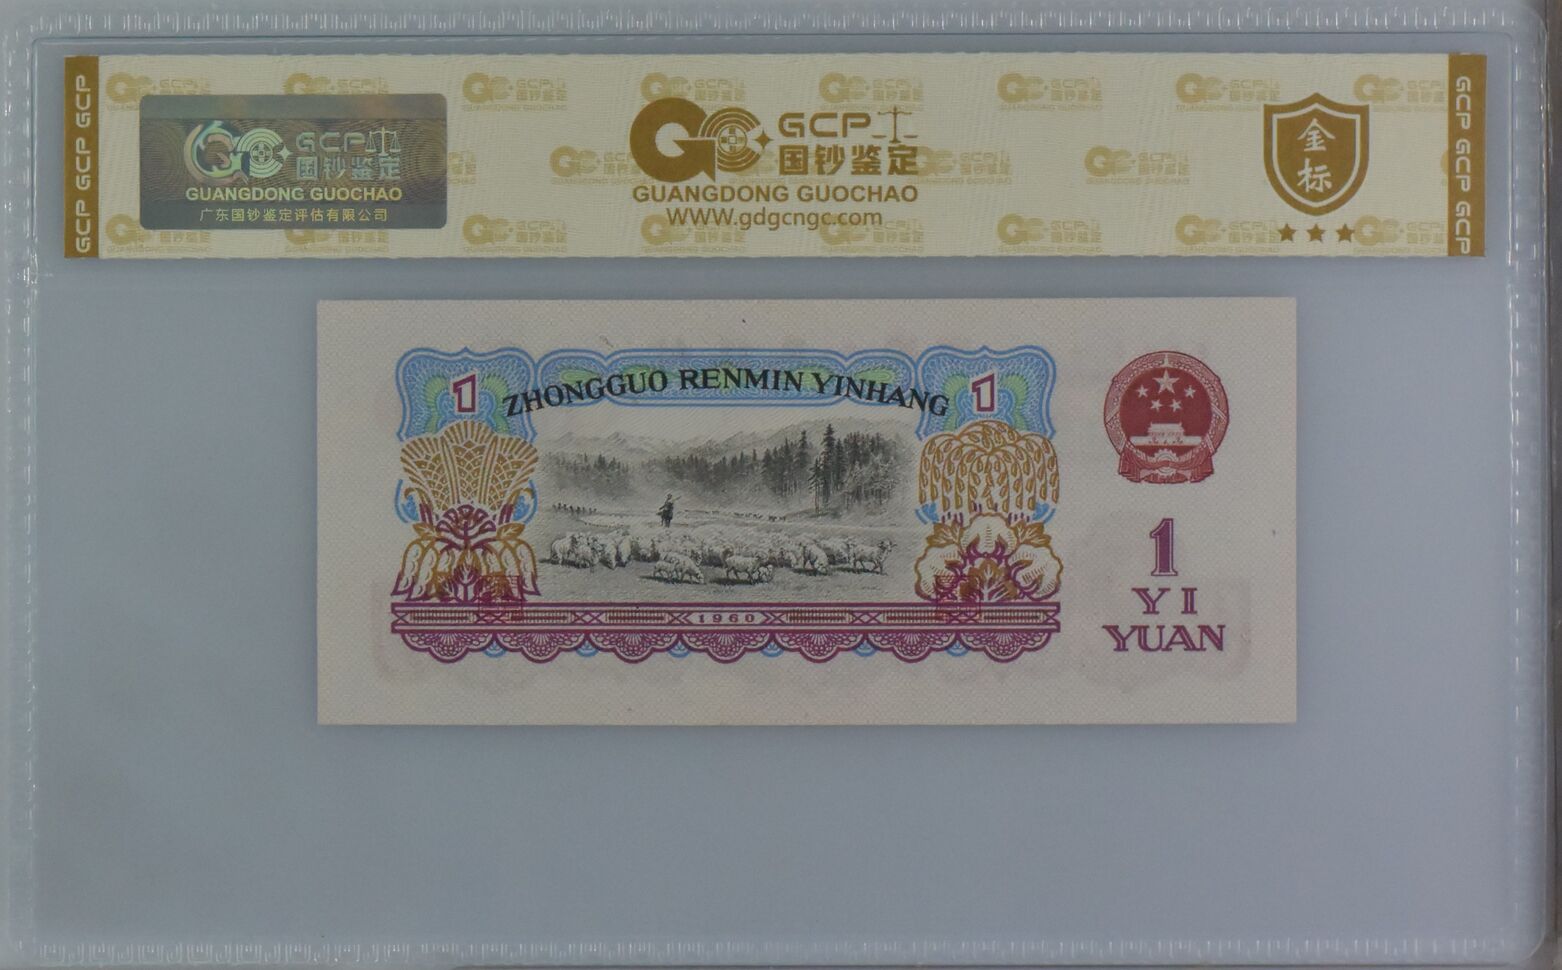 GCP GCP GCP
GCP
国钞鉴定
GUANGDONG GUOCHAO
广东国钞鉴定评估有限公司
GCP
国钞鉴定
GUANGDONG GUOCHAO
WWW.gdgcngc.com
金标
GCP GCP GCP
1
ZHONGGUO RENMIN YINHANG
1
1960
1
YI
YUAN